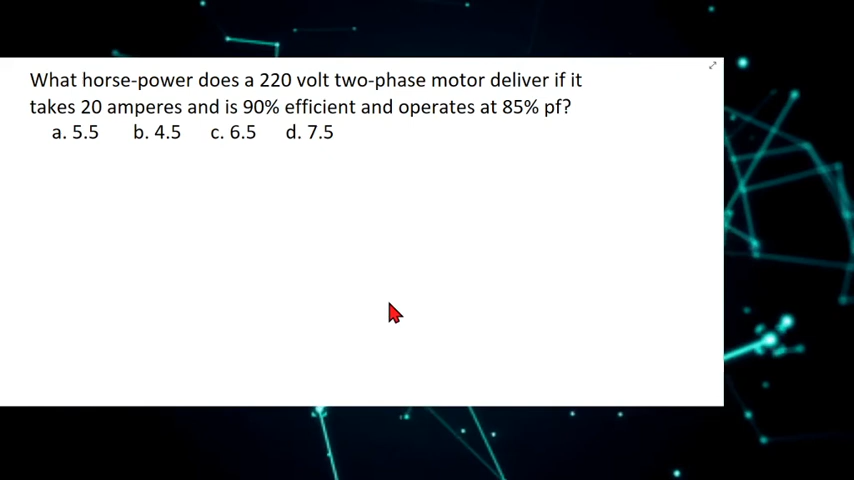 What horse-power does a 220 volt two-phase motor deliver if it
takes 20 amperes and is 90% efficient and operates at 85% pf?
a. 5.5 b. 4.5 c. 6.5 d. 7.5